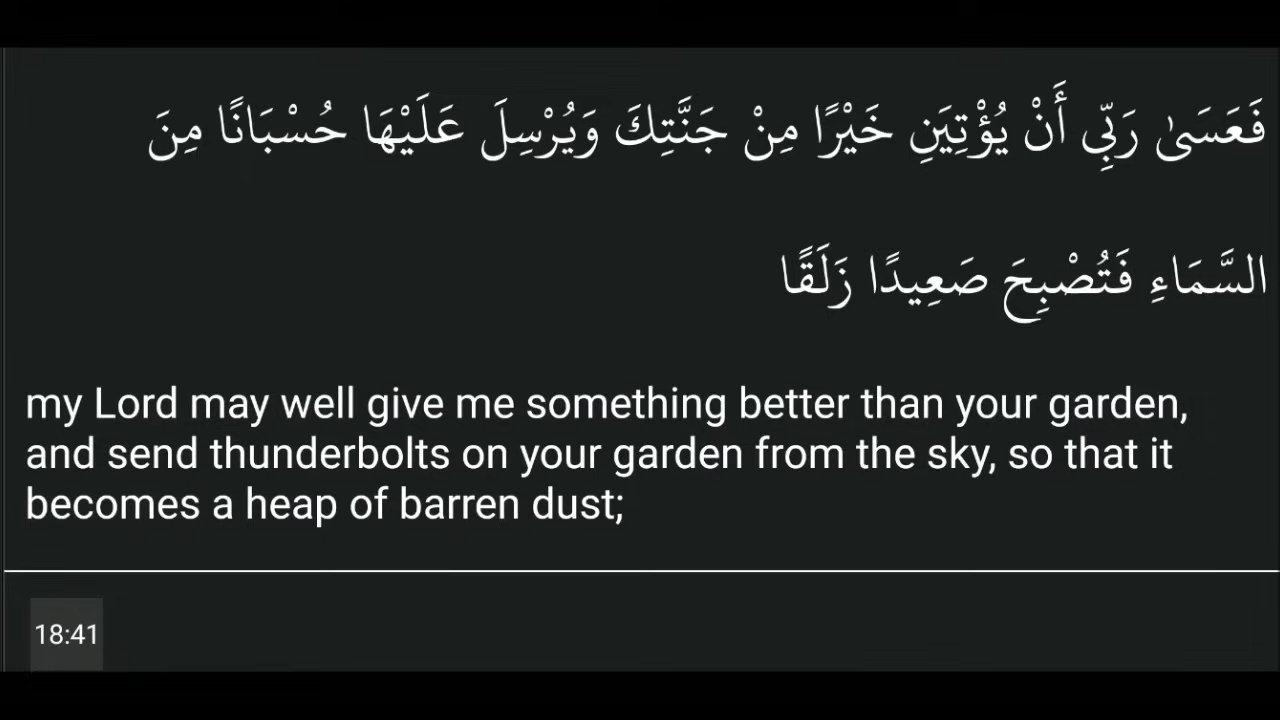 فَعَسَىٰ رَبِّي أَنْ يُؤْتِيَنِ خَيْرًا مِنْ جَنَّتِكَ وَيُرْسِلَ عَلَيْهَا حُسْبَانًا مِنَ
السَّمَاءِ فَتُصْبِحَ صَعِيدًا زَلَقًا
my Lord may well give me something better than your garden,
and send thunderbolts on your garden from the sky, so that it
becomes a heap of barren dust;
18:41